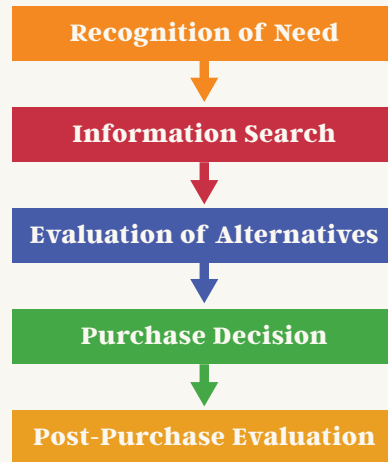 Recognition of Need
Information Search
Evaluation of Alternatives
Purchase Decision
Post-Purchase Evaluation